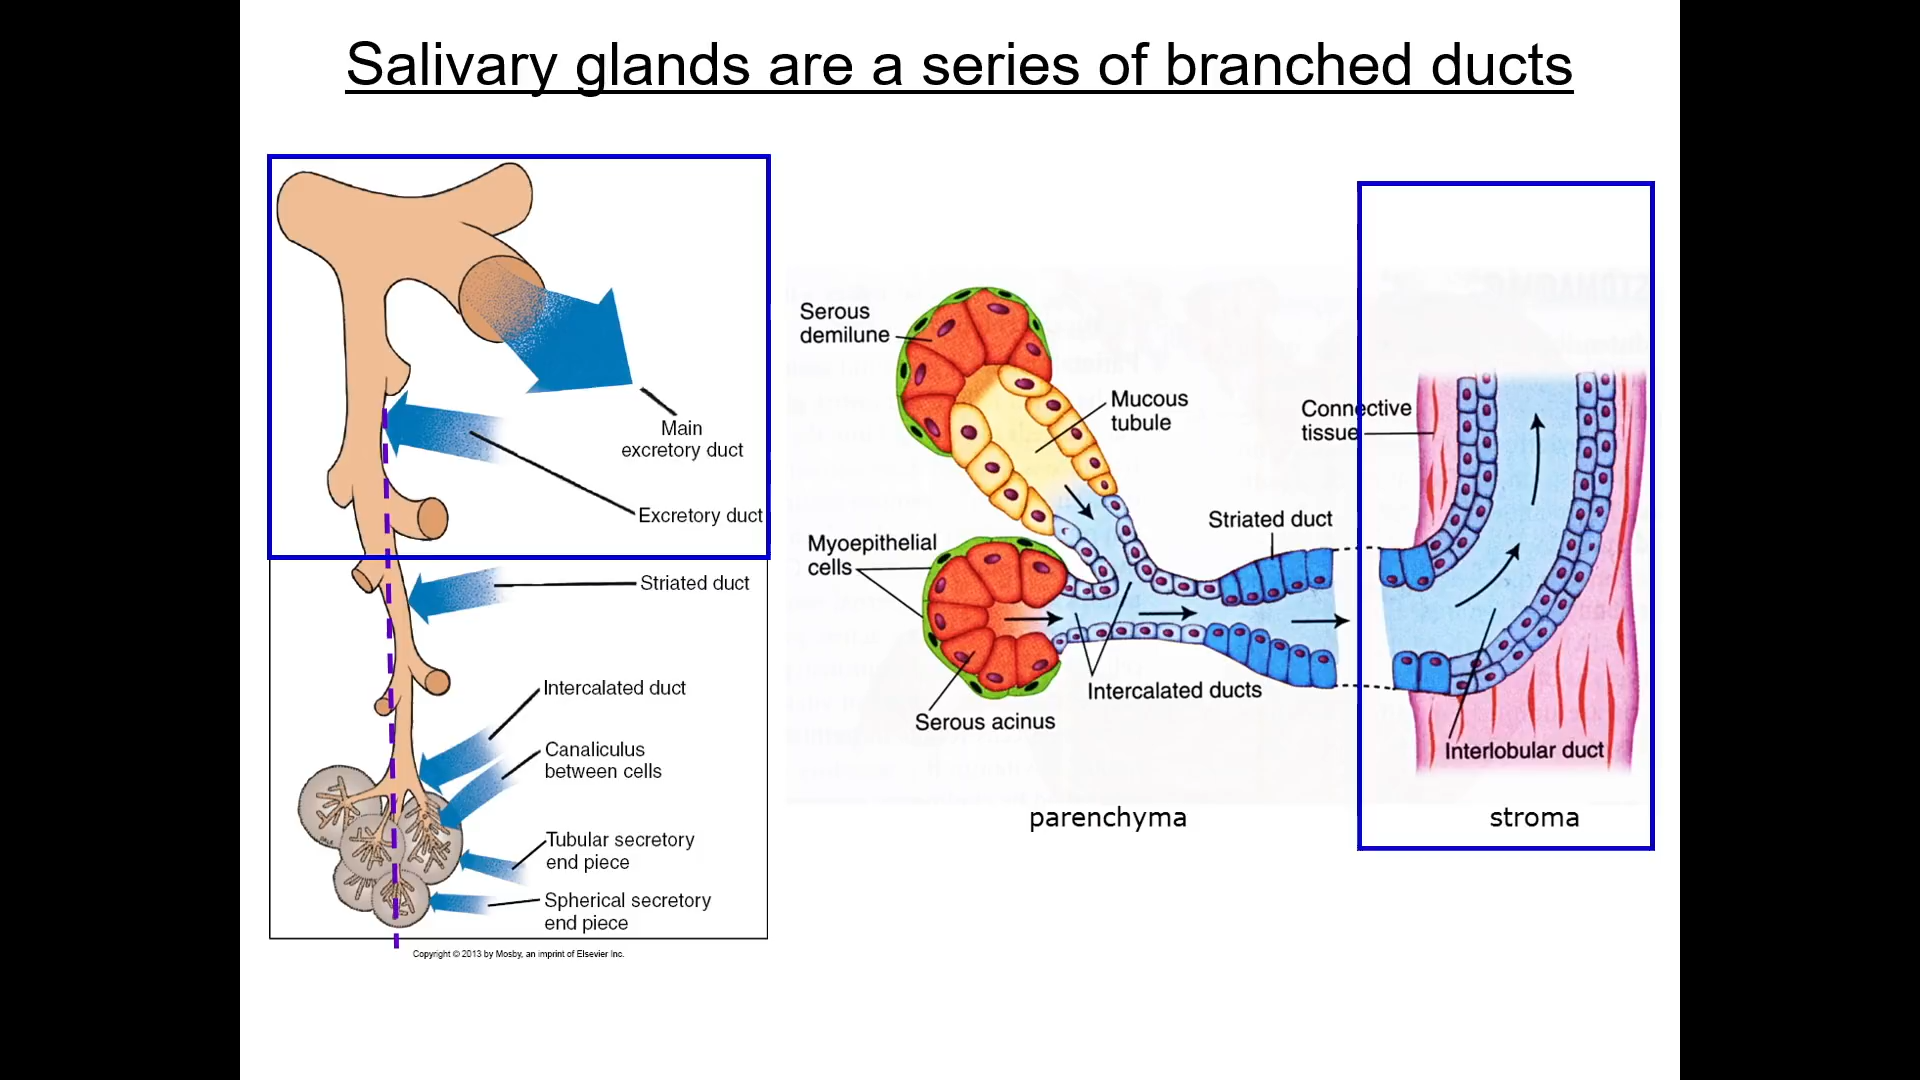 Salivary glands are a series of branched ducts
Main
excretory duct
Excretory duct
Striated duct
Intercalated duct
Canaliculus
between cells
Tubular secretory
end piece
Spherical secretory
end piece
Copyright © 2013 by Mosby, an imprint of Elsevier Inc.
Serous
demilune
Mucous
tubule
Connective
tissue
Striated duct
Myoepithelial
cells
Intercalated ducts
Serous acinus
Interlobular duct
parenchyma
stroma